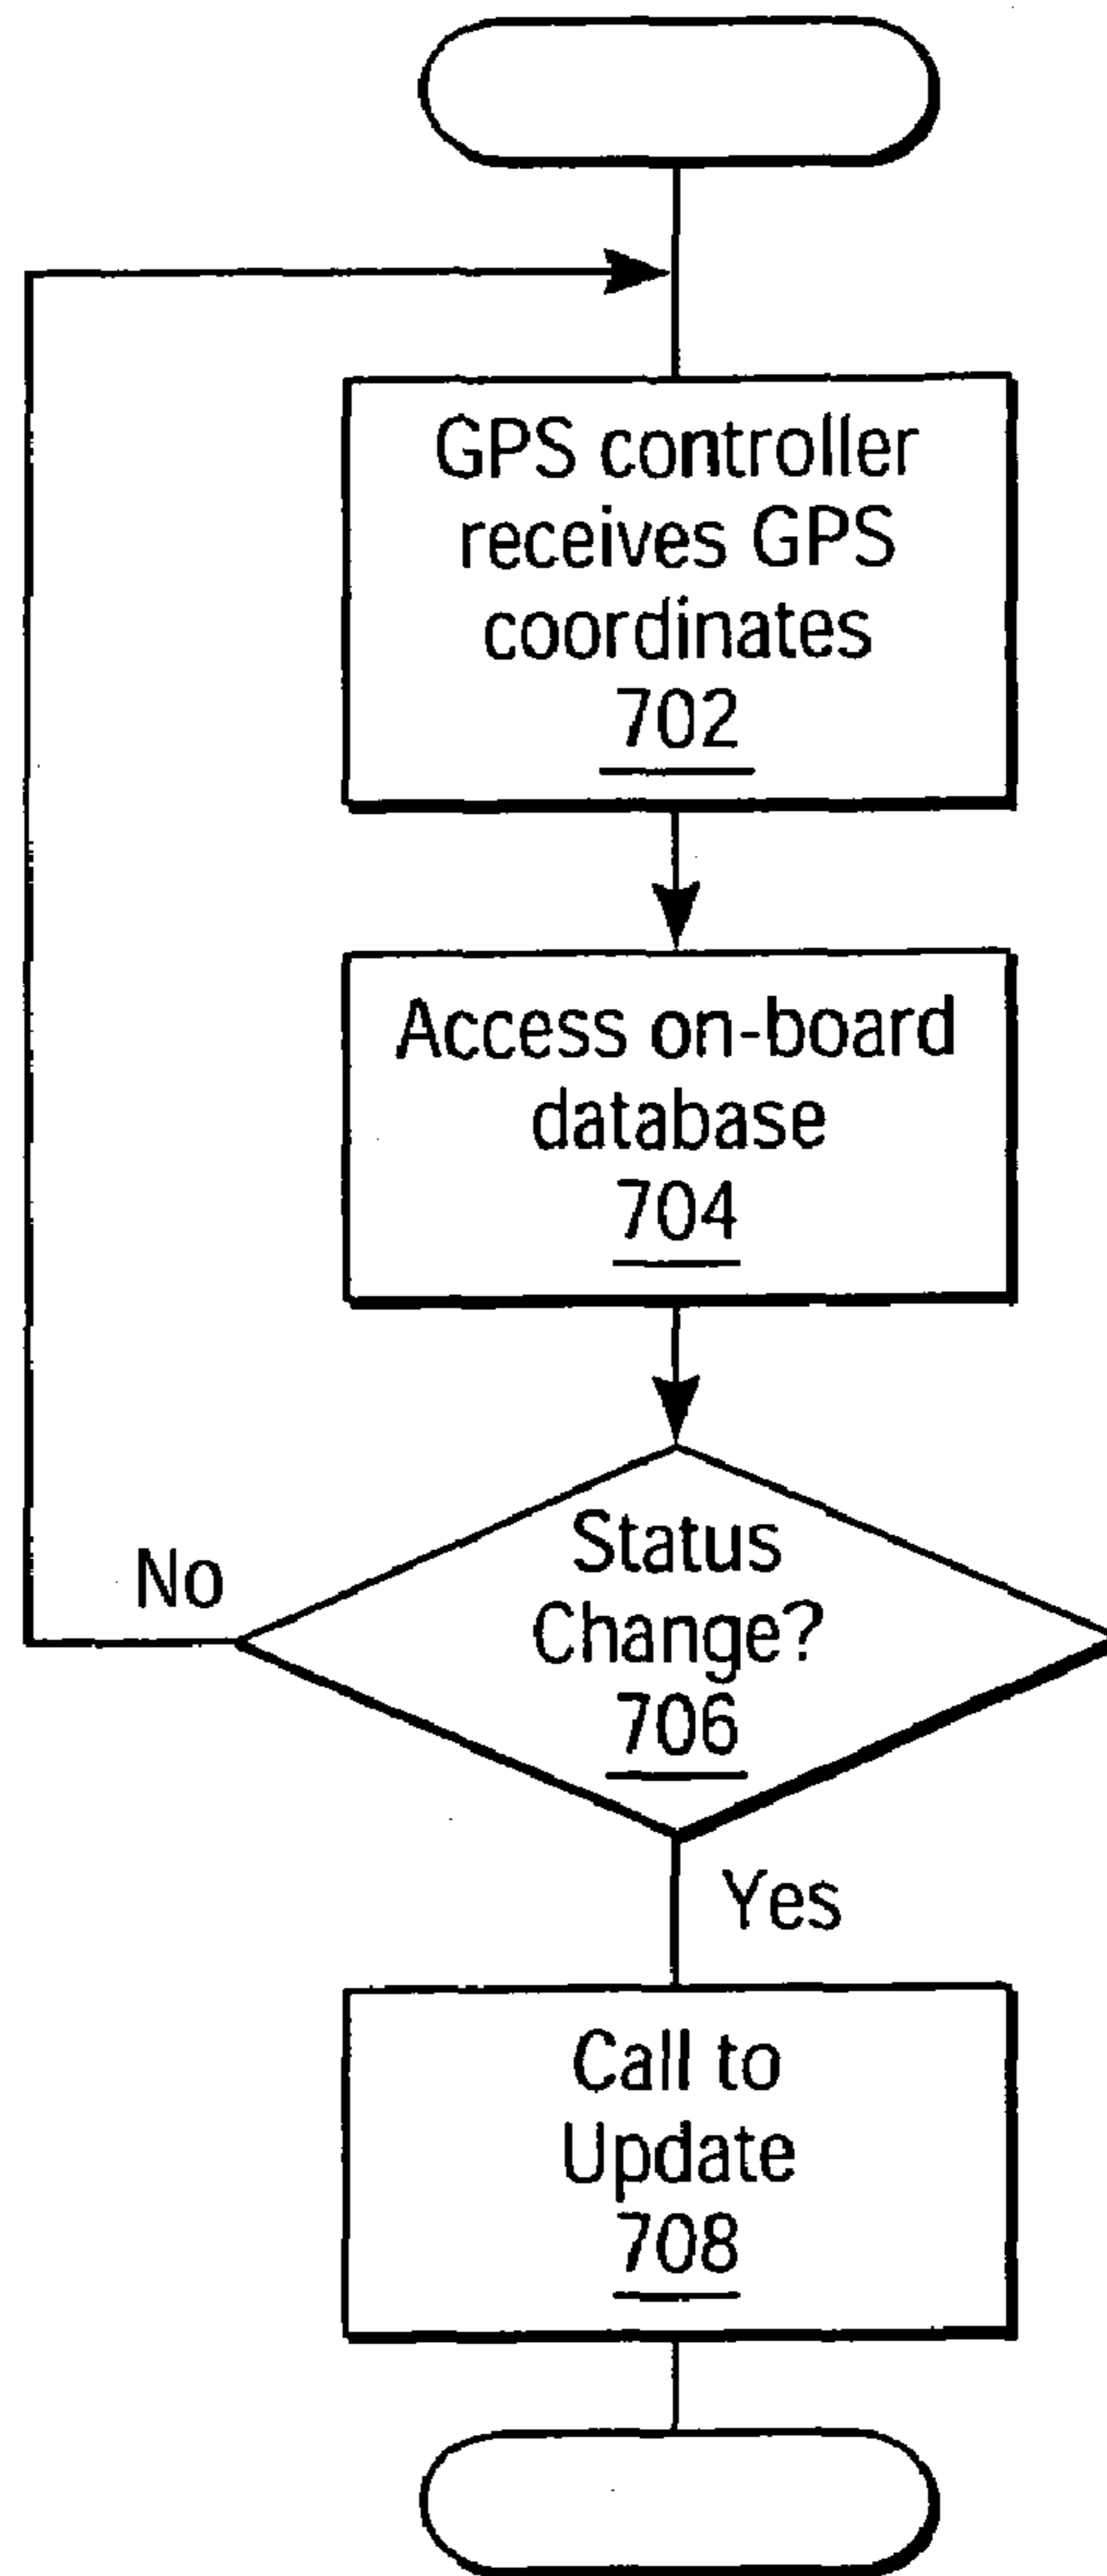 GPS controller
receives GPS
coordinates
702
Access on-board
database
704
Status
Change?
706
No
Yes
Call to
Update
708